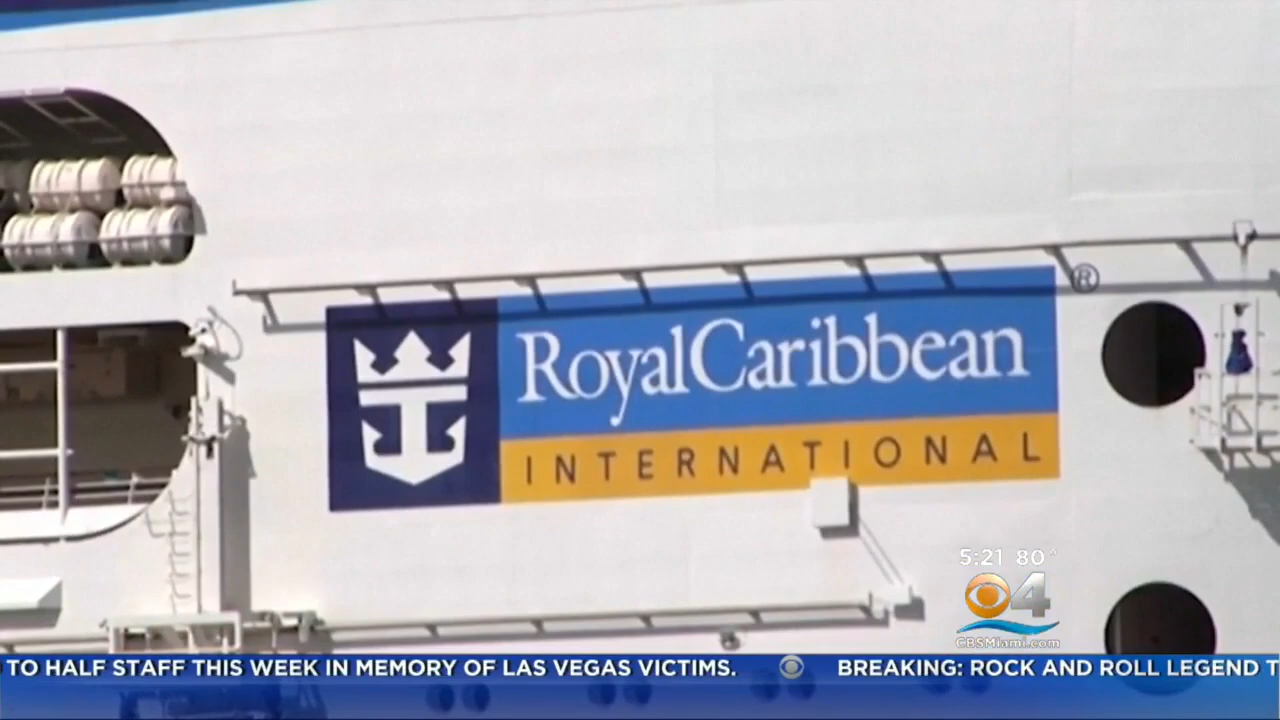 RoyalCaribbean
®
INTERNATIONAL
5:21 80°
4
CBSMiami.com
TO HALF STAFF THIS WEEK IN MEMORY OF LAS VEGAS VICTIMS. BREAKING: ROCK AND ROLL LEGEND T